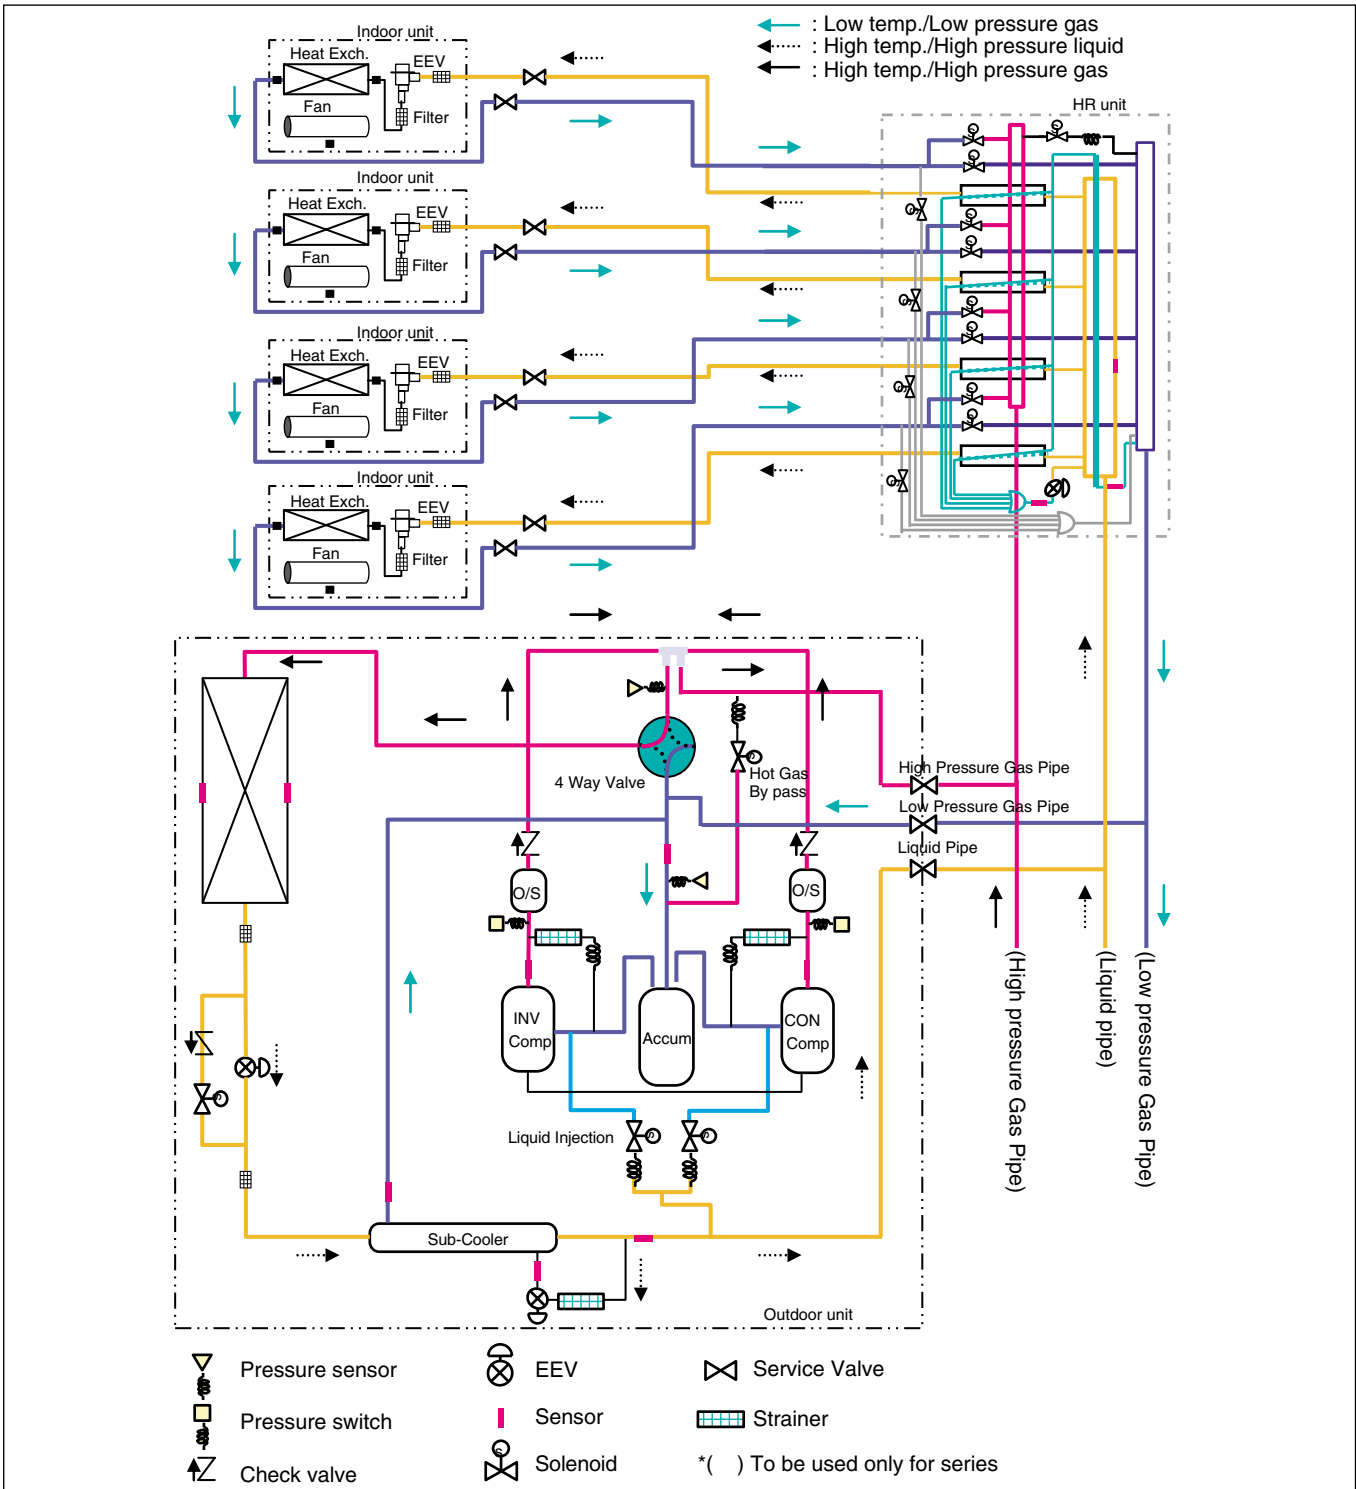 : Low temp./Low pressure gas
: High temp./High pressure liquid
: High temp./High pressure gas
Indoor unit
Heat Exch.
EEV
Fan
Filter
HR unit
Indoor unit
Heat Exch.
EEV
Fan
Filter
Indoor unit
Heat Exch.
EEV
Fan
Filter
Indoor unit
Heat Exch.
EEV
Fan
Filter
4 Way Valve
Hot Gas
By pass
High Pressure Gas Pipe
Low Pressure Gas Pipe
Liquid Pipe
O/S
O/S
INV
Comp
Accum
CON
Comp
Liquid Injection
Sub-Cooler
Outdoor unit
(High pressure Gas Pipe)
(Liquid pipe)
(Low pressure Gas Pipe)
Pressure sensor
EEV
Service Valve
Pressure switch
Sensor
Strainer
Check valve
S
Solenoid
*( ) To be used only for series